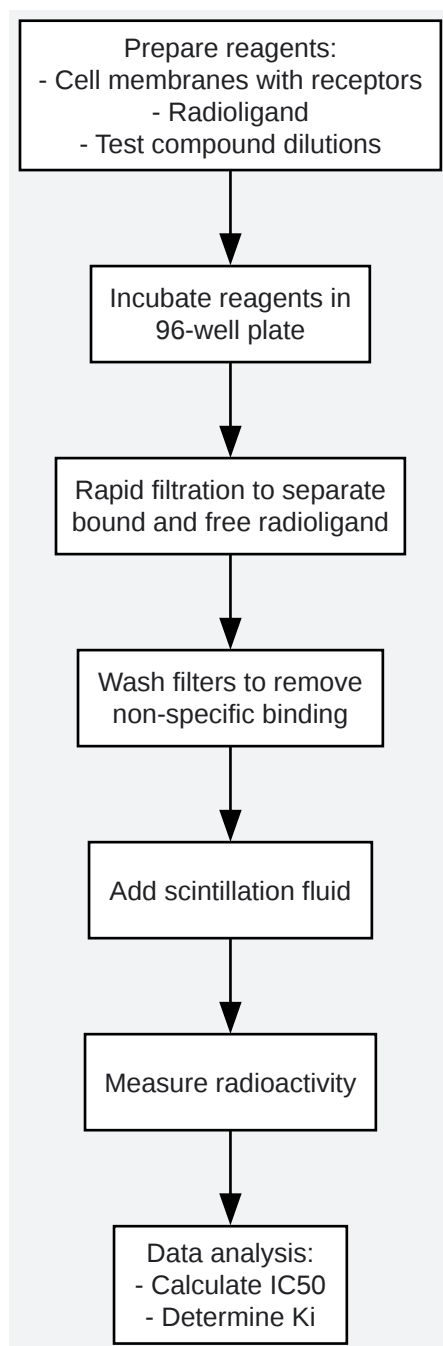 Prepare reagents:
- Cell membranes with receptors
- Radioligand
- Test compound dilutions
Incubate reagents in
96-well plate
Rapid filtration to separate
bound and free radioligand
Wash filters to remove
non-specific binding
Add scintillation fluid
Measure radioactivity
Data analysis:
- Calculate IC50
- Determine Ki